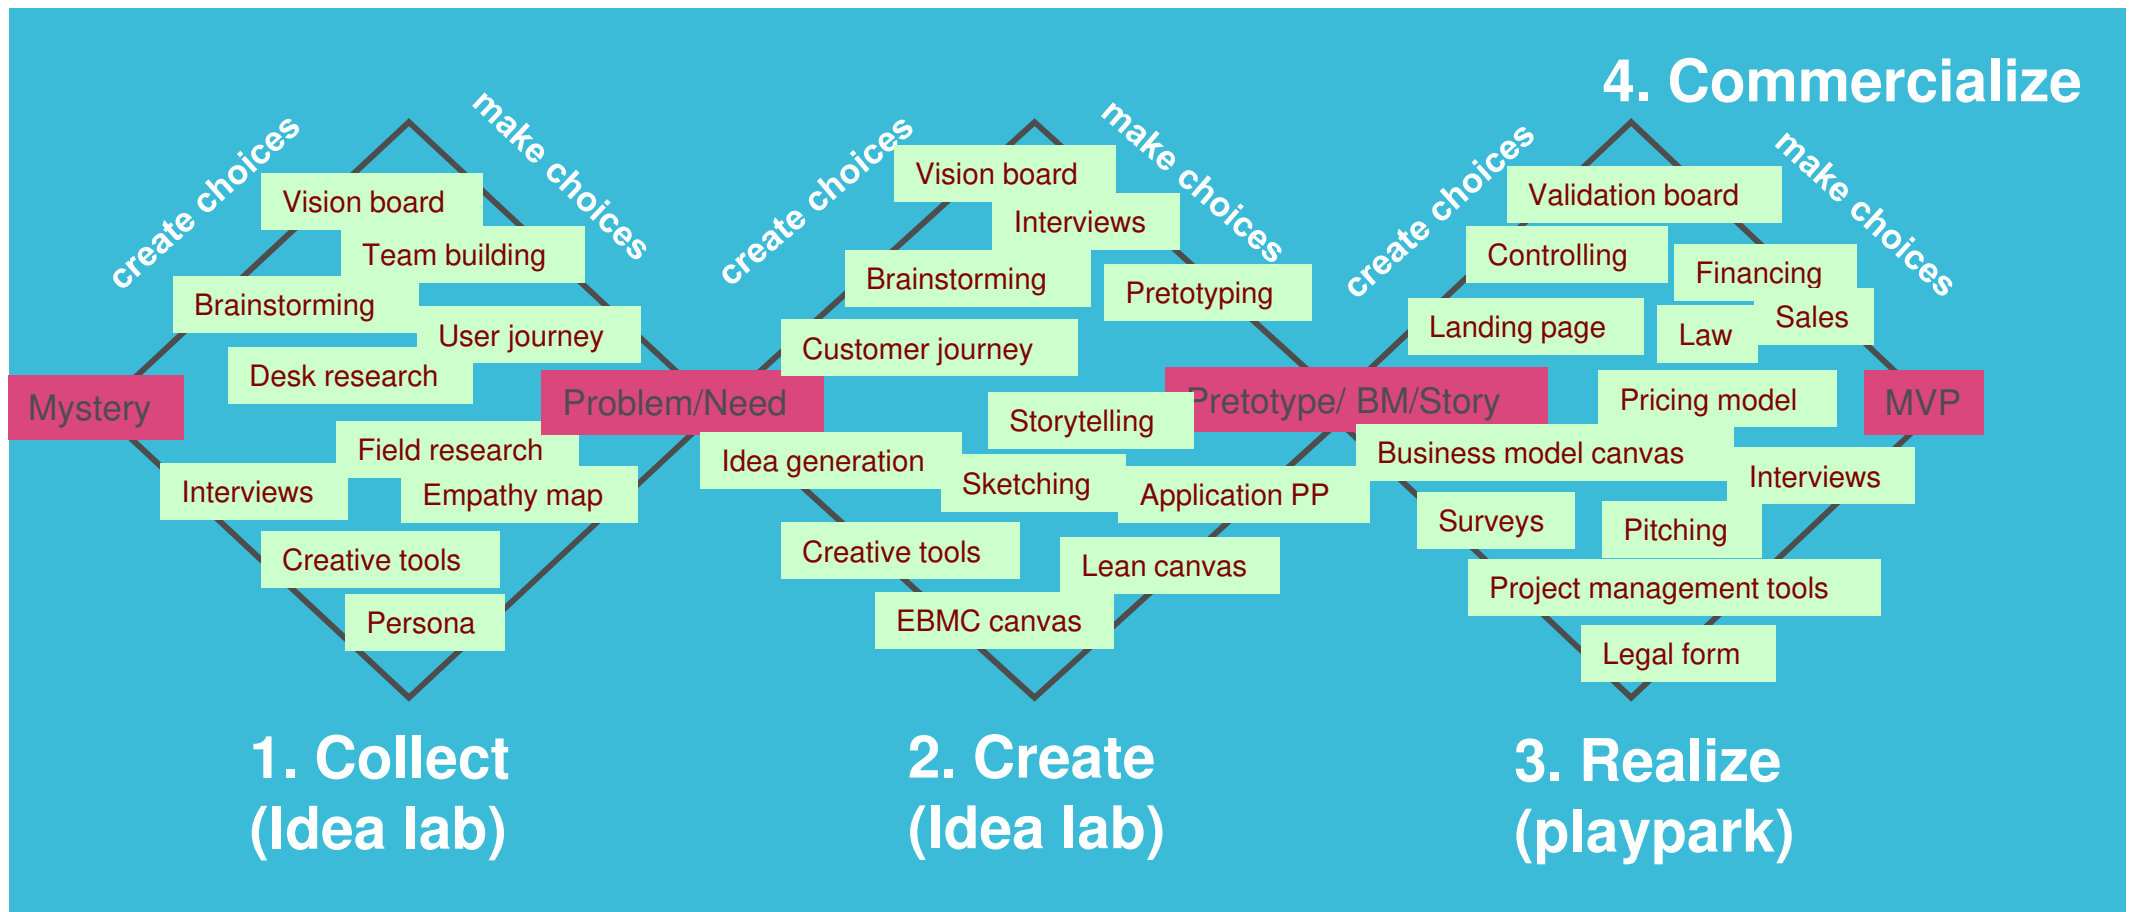 4. Commercialize
create choices
make choices
Vision board
Team building
Brainstorming
User journey
Desk research
Mystery
Problem/Need
Field research
Interviews
Empathy map
Creative tools
Persona
1. Collect
(Idea lab)
create choices
make choices
Vision board
Interviews
Brainstorming
Pretotyping
Customer journey
Storytelling
Pretotype/ BM/Story
Idea generation
Sketching
Application PP
Creative tools
Lean canvas
EBMC canvas
2. Create
(Idea lab)
create choices
make choices
Validation board
Controlling
Financing
Sales
Landing page
Law
Pricing model
MVP
Business model canvas
Interviews
Surveys
Pitching
Project management tools
Legal form
3. Realize
(playpark)